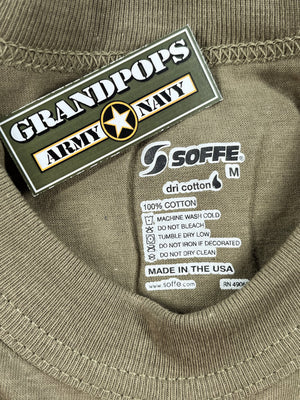 GRANDPOPS
ARMY NAVY
SOFFE
M
dri cotton
100% COTTON
MACHINE WASH COLD
DO NOT BLEACH
TUMBLE DRY LOW
DO NOT IRON IF DECORATED
DO NOT DRY CLEAN
MADE IN THE USA
www.soffe.com